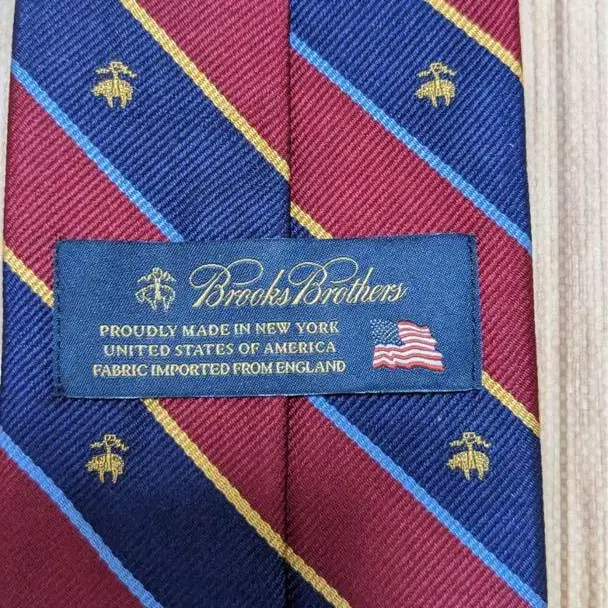 Brooks Brothers
PROUDLY MADE IN NEW YORK
UNITED STATES OF AMERICA
FABRIC IMPORTED FROM ENGLAND